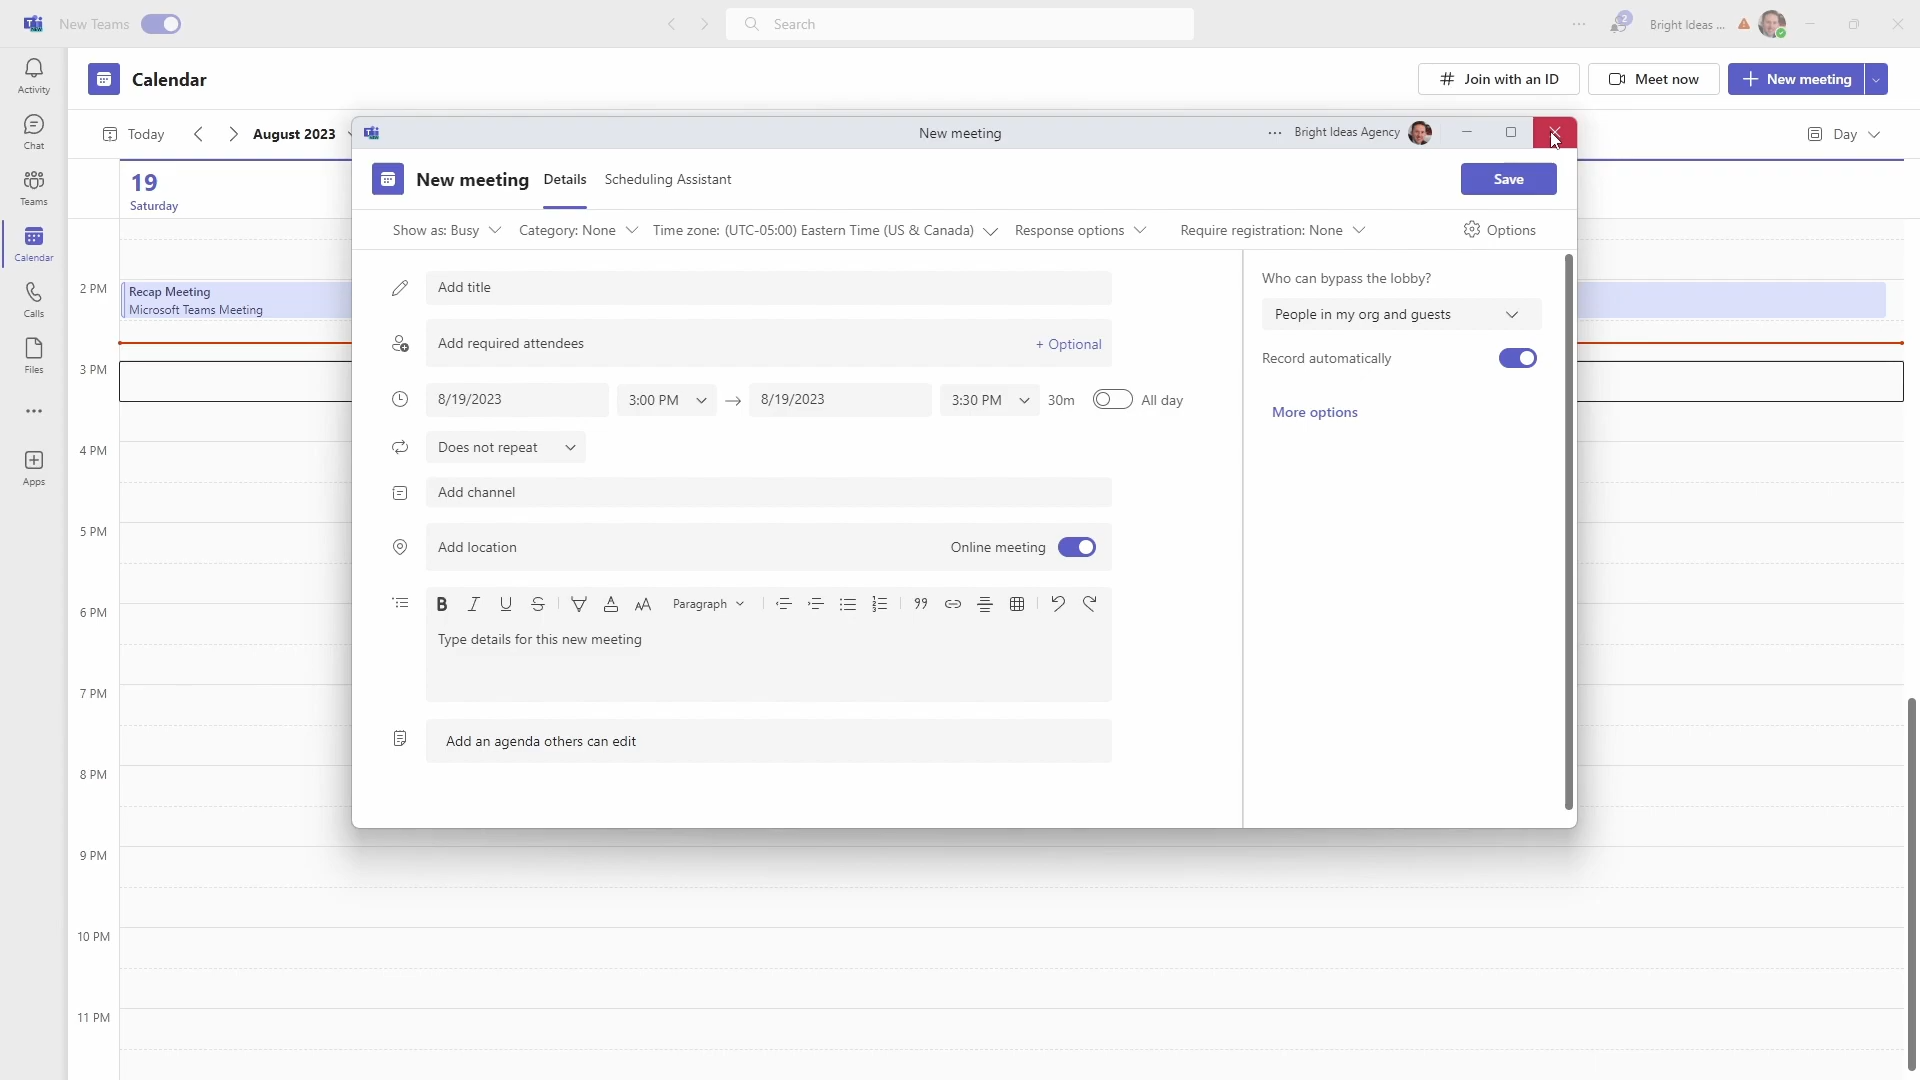 New Teams
Search
2
Bright Ideas ...
Activity
Chat
Teams
Calendar
Calls
Files
Apps
Calendar
Join with an ID
Meet now
New meeting
Today
August 2023
Day
19
Saturday
2 PM
3 PM
4 PM
5 PM
6 PM
7 PM
8 PM
9 PM
10 PM
11 PM
Recap Meeting
Microsoft Teams Meeting
New meeting
Bright Ideas Agency
New meeting
Details
Scheduling Assistant
Save
Show as: Busy
Category: None
Time zone: (UTC-05:00) Eastern Time (US & Canada)
Response options
Require registration: None
Options
Add title
Add required attendees
+ Optional
8/19/2023
3:00 PM
8/19/2023
3:30 PM
30m
All day
Does not repeat
Add channel
Add location
Online meeting
Paragraph
Type details for this new meeting
Add an agenda others can edit
Who can bypass the lobby?
People in my org and guests
Record automatically
More options